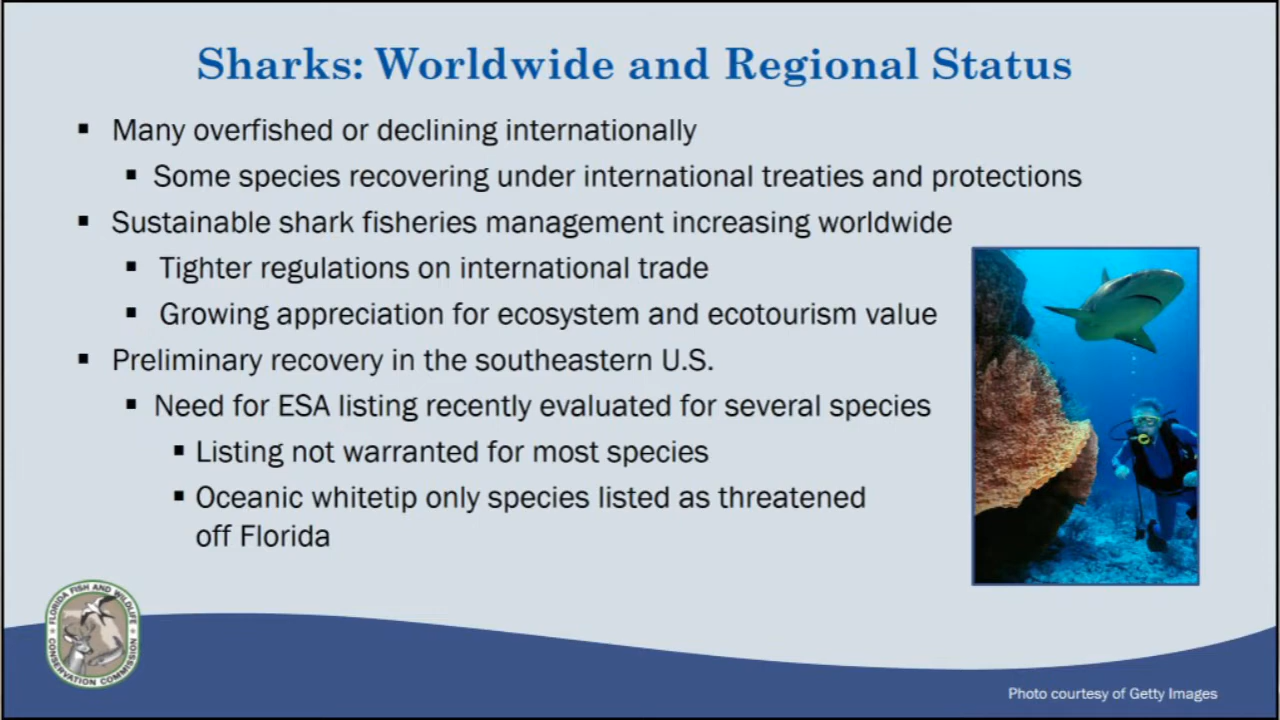 Sharks: Worldwide and Regional Status
▪ Many overfished or declining internationally
▪ Some species recovering under international treaties and protections
▪ Sustainable shark fisheries management increasing worldwide
▪ Tighter regulations on international trade
▪ Growing appreciation for ecosystem and ecotourism value
▪ Preliminary recovery in the southeastern U.S.
▪ Need for ESA listing recently evaluated for several species
▪ Listing not warranted for most species
▪ Oceanic whitetip only species listed as threatened
off Florida
FLORIDA FISH AND WILDLIFE
CONSERVATION COMMISSION
Photo courtesy of Getty Images